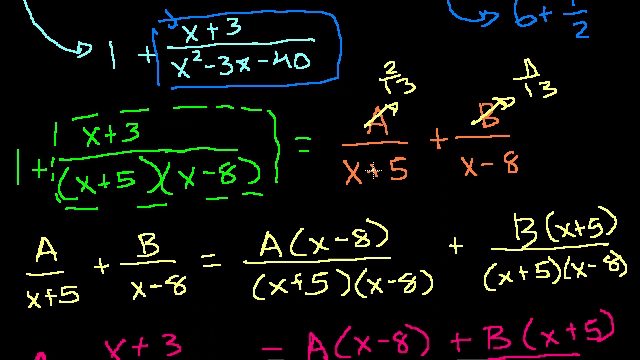 1 + (x+3)/(x²-3x-40)
6 + 1/2
2/13
11/13
1 + (x+3)/((x+5)(x-8)) = A/(x+5) + B/(x-8)
A/(x+5) + B/(x-8) = A(x-8)/((x+5)(x-8)) + B(x+5)/((x+5)(x-8))
x+3 = A(x-8) + B(x+5)